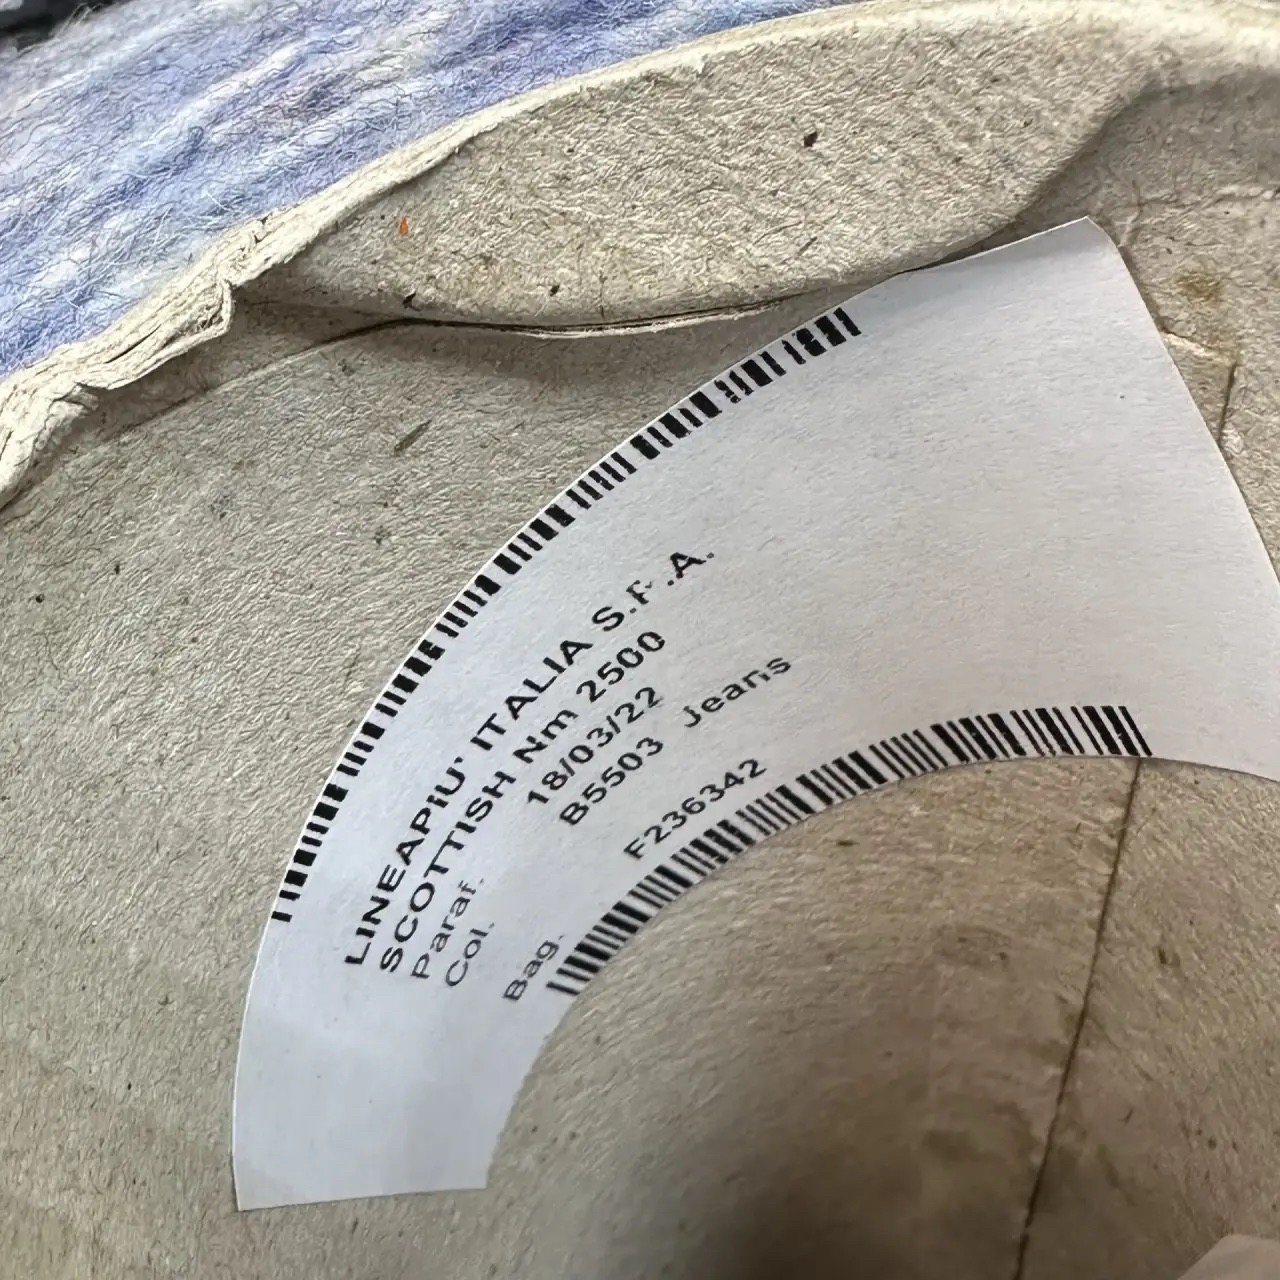 LINEAPIU' ITALIA S.P.A.
SCOTTISH Nm 2500
Paraf. 18/03/22
Col. B5503 Jeans
Bag. F236342